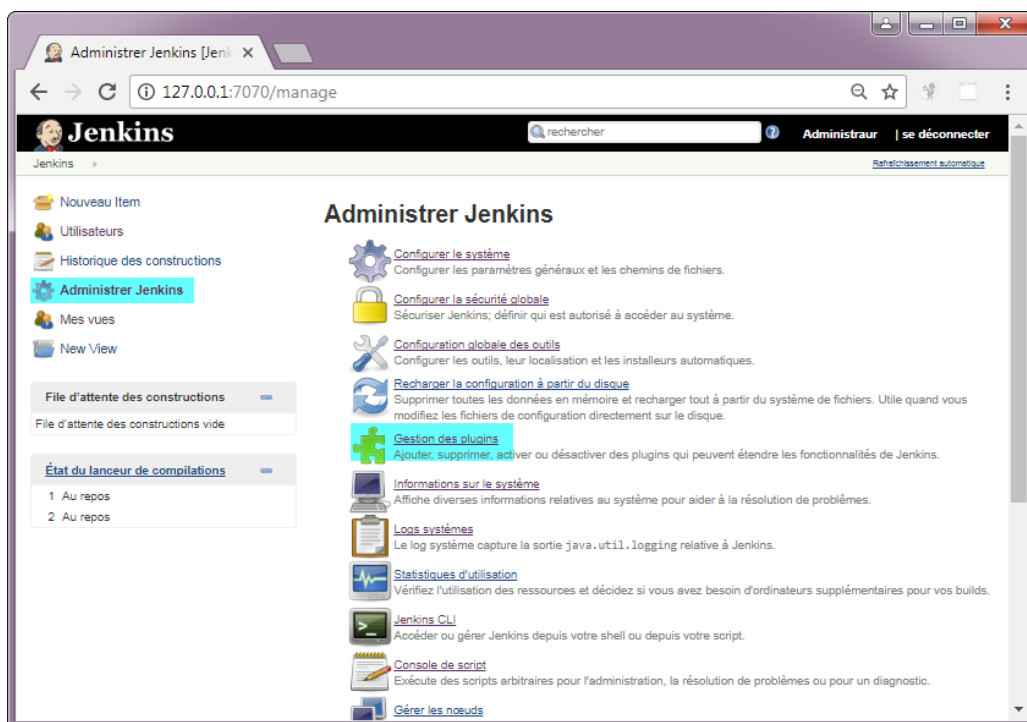 Administrer Jenkins [Jenk
127.0.0.1:7070/manage
Jenkins
rechercher
Administraur | se déconnecter
Jenkins
Rafraîchissement automatique
Nouveau Item
Utilisateurs
Historique des constructions
Administrer Jenkins
Mes vues
New View
File d'attente des constructions
File d'attente des constructions vide
État du lanceur de compilations
1 Au repos
2 Au repos
Administrer Jenkins
Configurer le système
Configurer les paramètres généraux et les chemins de fichiers.
Configurer la sécurité globale
Sécuriser Jenkins; définir qui est autorisé à accéder au système.
Configuration globale des outils
Configurer les outils, leur localisation et les installeurs automatiques.
Recharger la configuration à partir du disque
Supprimer toutes les données en mémoire et recharger tout à partir du système de fichiers. Utile quand vous
modifiez les fichiers de configuration directement sur le disque.
Gestion des plugins
Ajouter, supprimer, activer ou désactiver des plugins qui peuvent étendre les fonctionnalités de Jenkins.
Informations sur le système
Affiche diverses informations relatives au système pour aider à la résolution de problèmes.
Logs systèmes
Le log système capture la sortie java.util.logging relative à Jenkins.
Statistiques d'utilisation
Vérifiez l'utilisation des ressources et décidez si vous avez besoin d'ordinateurs supplémentaires pour vos builds.
Jenkins CLI
Accéder ou gérer Jenkins depuis votre shell ou depuis votre script.
Console de script
Exécute des scripts arbitraires pour l'administration, la résolution de problèmes ou pour un diagnostic.
Gérer les nœuds